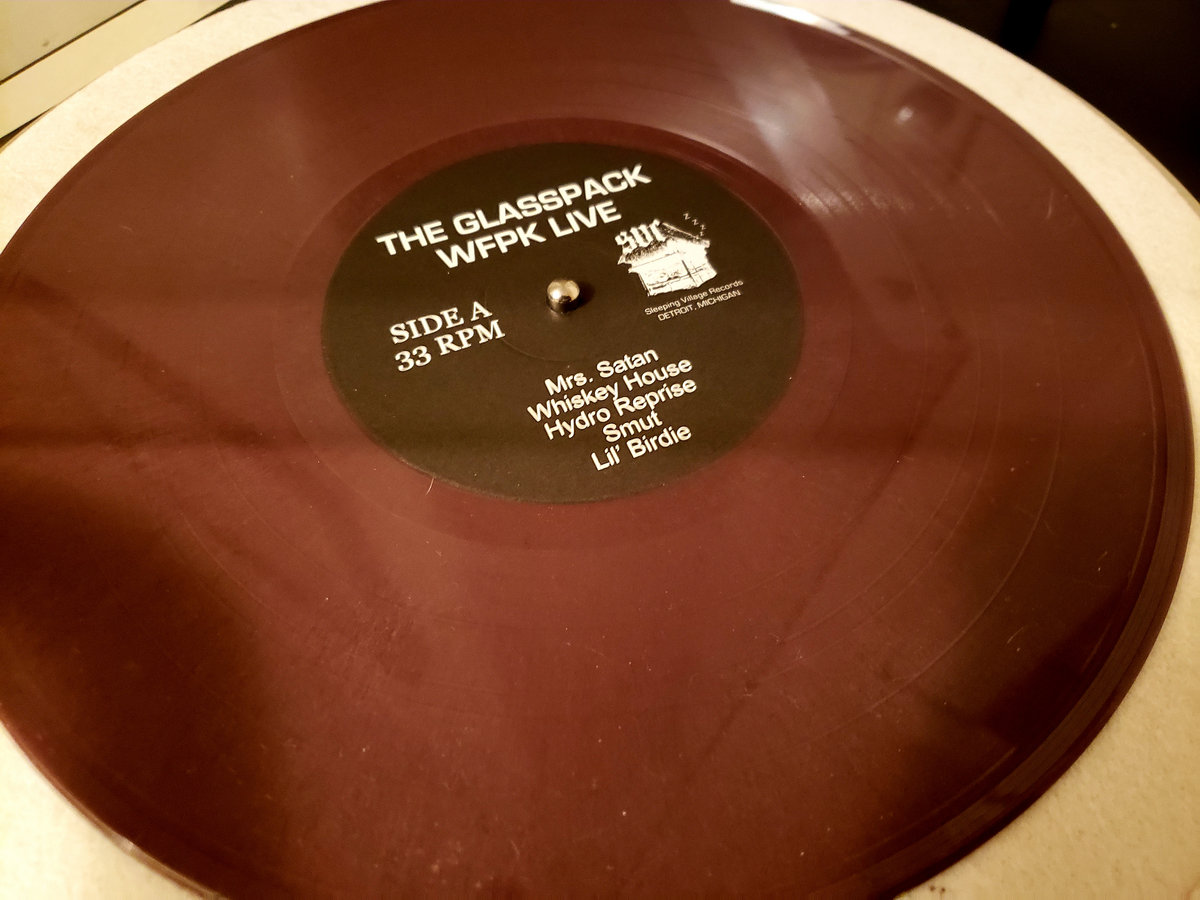 THE GLASSPACK
WFPK LIVE
SVR
z z z z
Sleeping Village Records
DETROIT, MICHIGAN
SIDE A
33 RPM
Mrs. Satan
Whiskey House
Hydro Reprise
Smut
Lil' Birdie